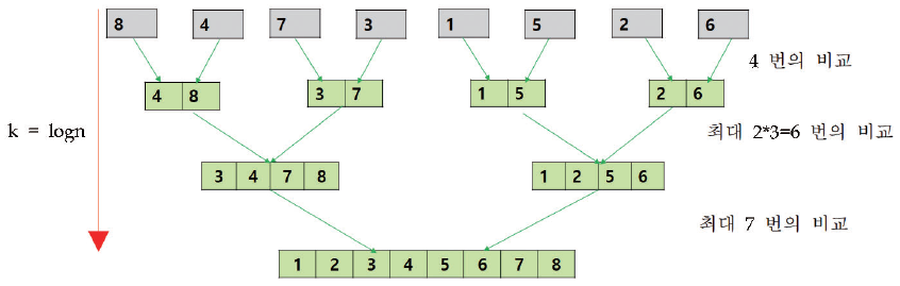 8 4 7 3 1 5 2 6
4 번의 비교
4 8 3 7 1 5 2 6
k = logn
최대 2*3=6 번의 비교
3 4 7 8 1 2 5 6
최대 7 번의 비교
1 2 3 4 5 6 7 8